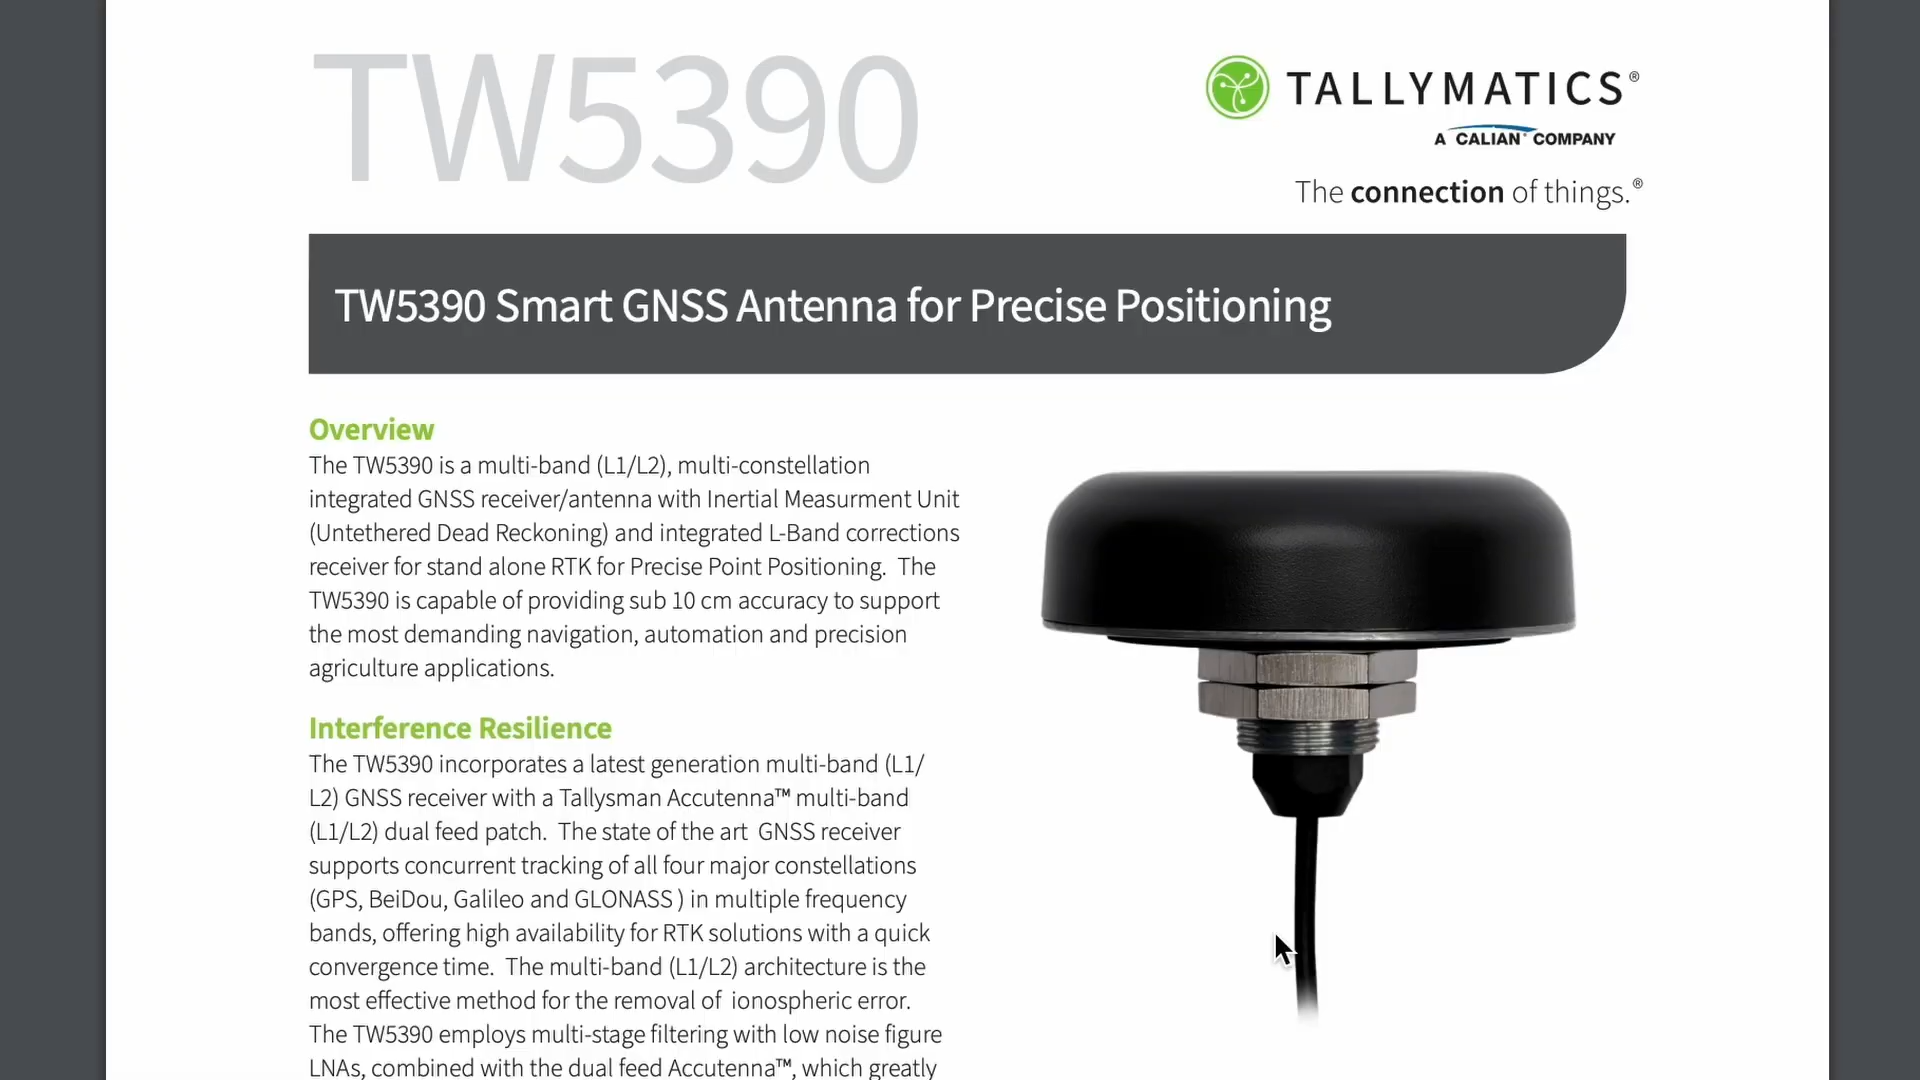 TW5390
TALLYMATICS®
A CALIAN® COMPANY
The connection of things.®
TW5390 Smart GNSS Antenna for Precise Positioning
Overview
The TW5390 is a multi-band (L1/L2), multi-constellation
integrated GNSS receiver/antenna with Inertial Measurment Unit
(Untethered Dead Reckoning) and integrated L-Band corrections
receiver for stand alone RTK for Precise Point Positioning.  The
TW5390 is capable of providing sub 10 cm accuracy to support
the most demanding navigation, automation and precision
agriculture applications.
Interference Resilience
The TW5390 incorporates a latest generation multi-band (L1/
L2) GNSS receiver with a Tallysman Accutenna™ multi-band
(L1/L2) dual feed patch.  The state of the art  GNSS receiver
supports concurrent tracking of all four major constellations
(GPS, BeiDou, Galileo and GLONASS ) in multiple frequency
bands, offering high availability for RTK solutions with a quick
convergence time.  The multi-band (L1/L2) architecture is the
most effective method for the removal of  ionospheric error.
The TW5390 employs multi-stage filtering with low noise figure
LNAs, combined with the dual feed Accutenna™, which greatly